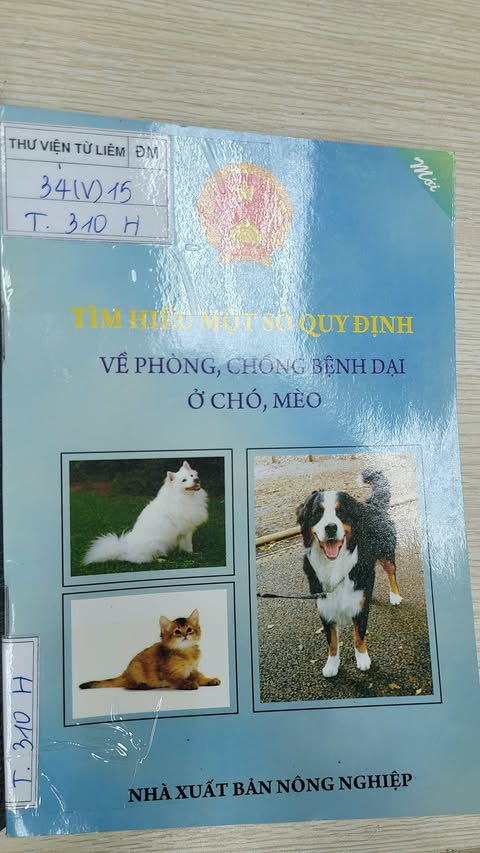 THƯ VIỆN TỪ LIÊM ĐM
34(V)15
T. 310 H
Mới
TÌM HIỂU MỘT SỐ QUY ĐỊNH
VỀ PHÒNG, CHỐNG BỆNH DẠI
Ở CHÓ, MÈO
T. 310 H
NHÀ XUẤT BẢN NÔNG NGHIỆP